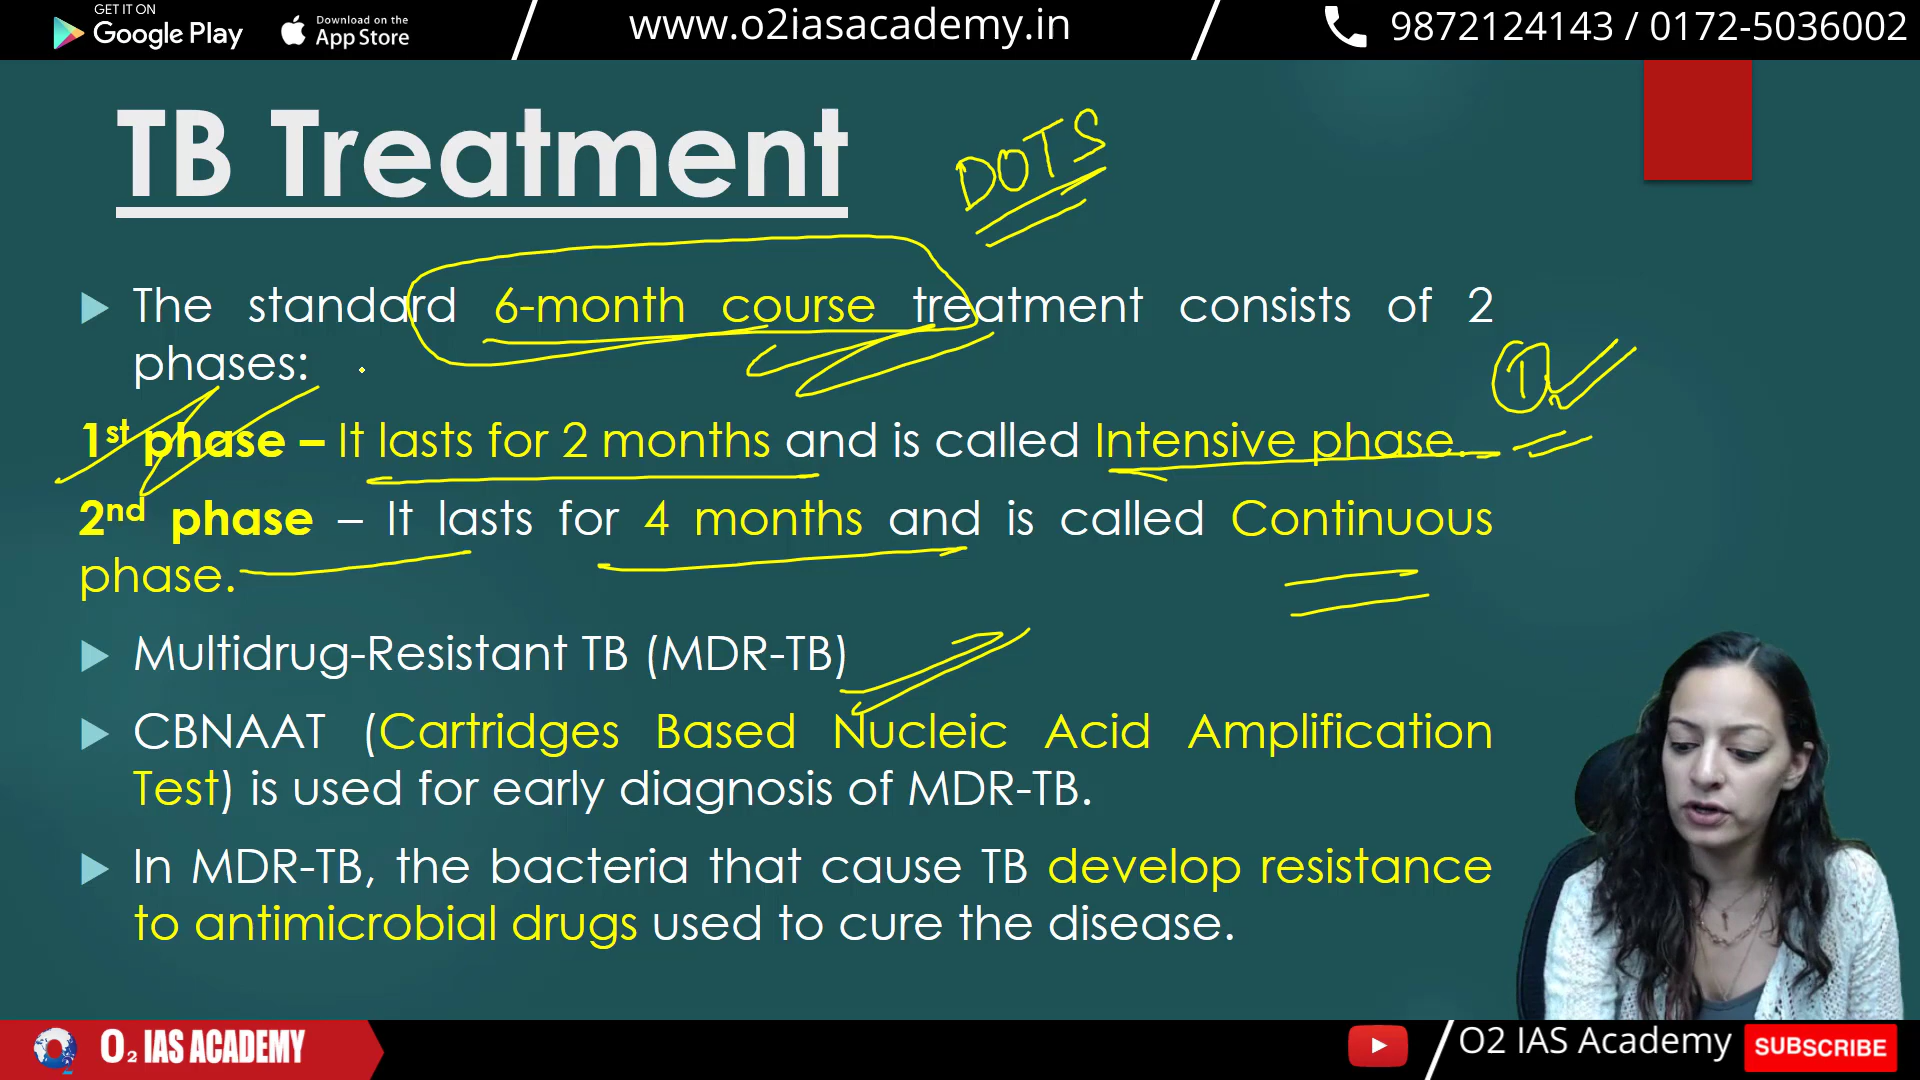 GET IT ON
Google Play
Download on the
App Store
www.o2iasacademy.in
9872124143 / 0172-5036002
TB Treatment
DOTS
The standard 6-month course treatment consists of 2
phases:
1st phase – It lasts for 2 months and is called Intensive phase.
2nd phase – It lasts for 4 months and is called Continuous
phase.
Multidrug-Resistant TB (MDR-TB)
CBNAAT (Cartridges Based Nucleic Acid Amplification
Test) is used for early diagnosis of MDR-TB.
In MDR-TB, the bacteria that cause TB develop resistance
to antimicrobial drugs used to cure the disease.
O2 IAS ACADEMY
O2 IAS Academy
SUBSCRIBE